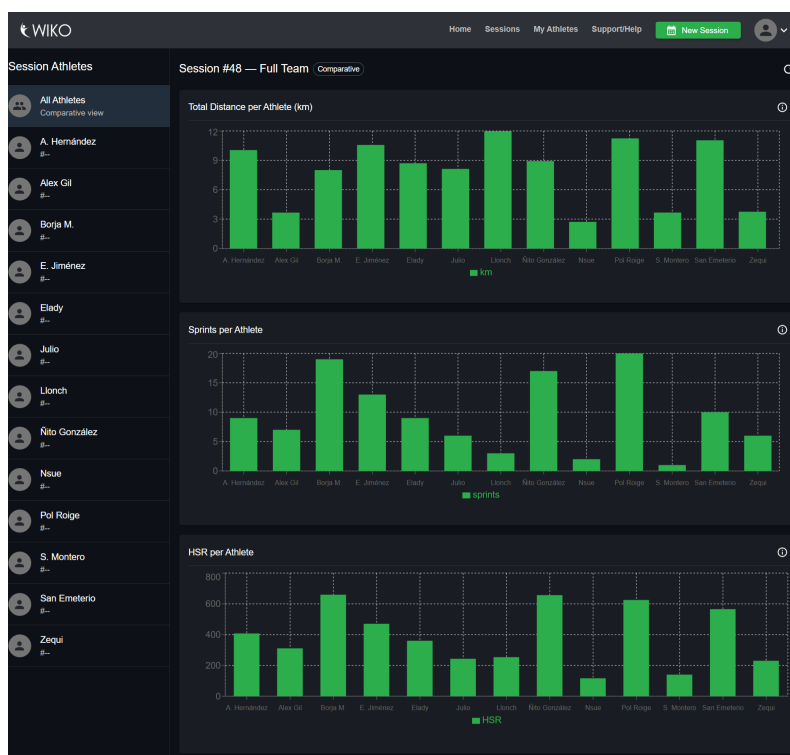 WIKO
Home Sessions My Athletes Support/Help New Session
Session Athletes
All Athletes
Comparative view
A. Hernández
#--
Alex Gil
#--
Borja M.
#--
E. Jiménez
#--
Elady
#--
Julio
#--
Llonch
#--
Ñito González
#--
Nsue
#--
Pol Roige
#--
S. Montero
#--
San Emeterio
#--
Zequi
#--
Session #48 — Full Team Comparative
Total Distance per Athlete (km)
12
9
6
3
0
A. Hernández Alex Gil Borja M. E. Jiménez Elady Julio Llonch Ñito González Nsue Pol Roige S. Montero San Emeterio Zequi
km
Sprints per Athlete
20
15
10
5
0
A. Hernández Alex Gil Borja M. E. Jiménez Elady Julio Llonch Ñito González Nsue Pol Roige S. Montero San Emeterio Zequi
sprints
HSR per Athlete
800
600
400
200
0
A. Hernández Alex Gil Borja M. E. Jiménez Elady Julio Llonch Ñito González Nsue Pol Roige S. Montero San Emeterio Zequi
HSR